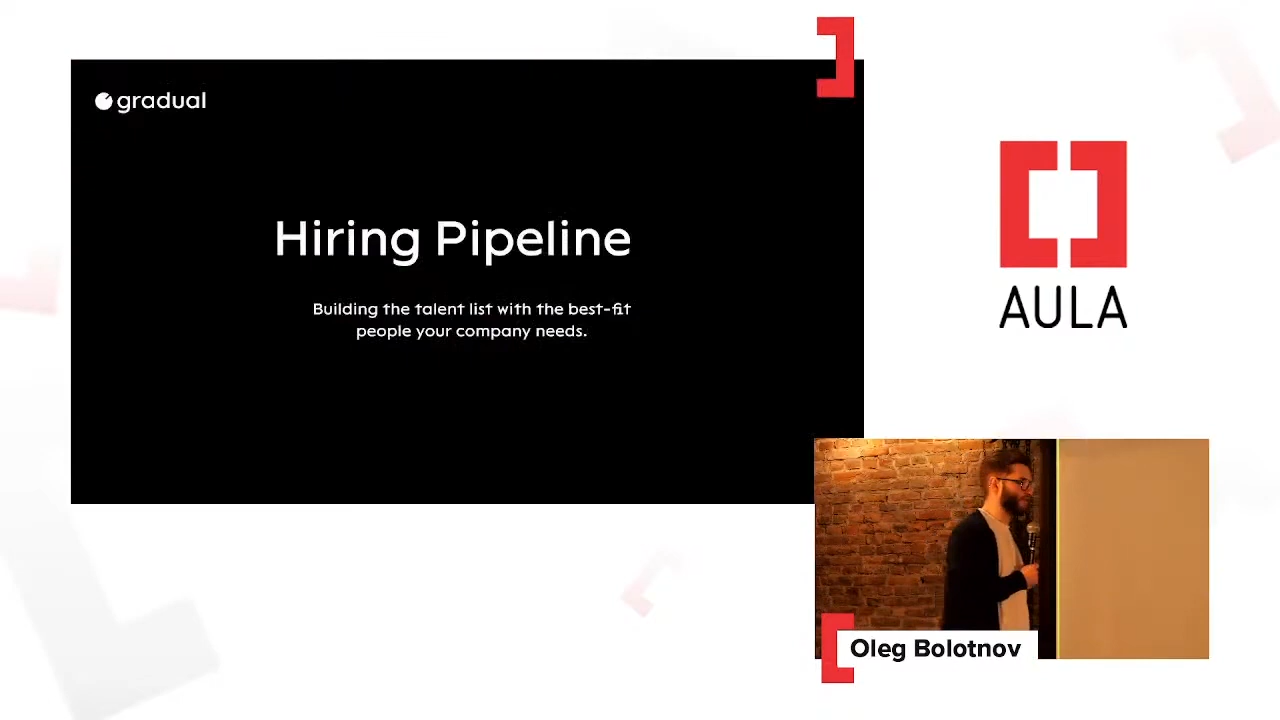 gradual
Hiring Pipeline
Building the talent list with the best-fit
people your company needs.
AULA
Oleg Bolotnov